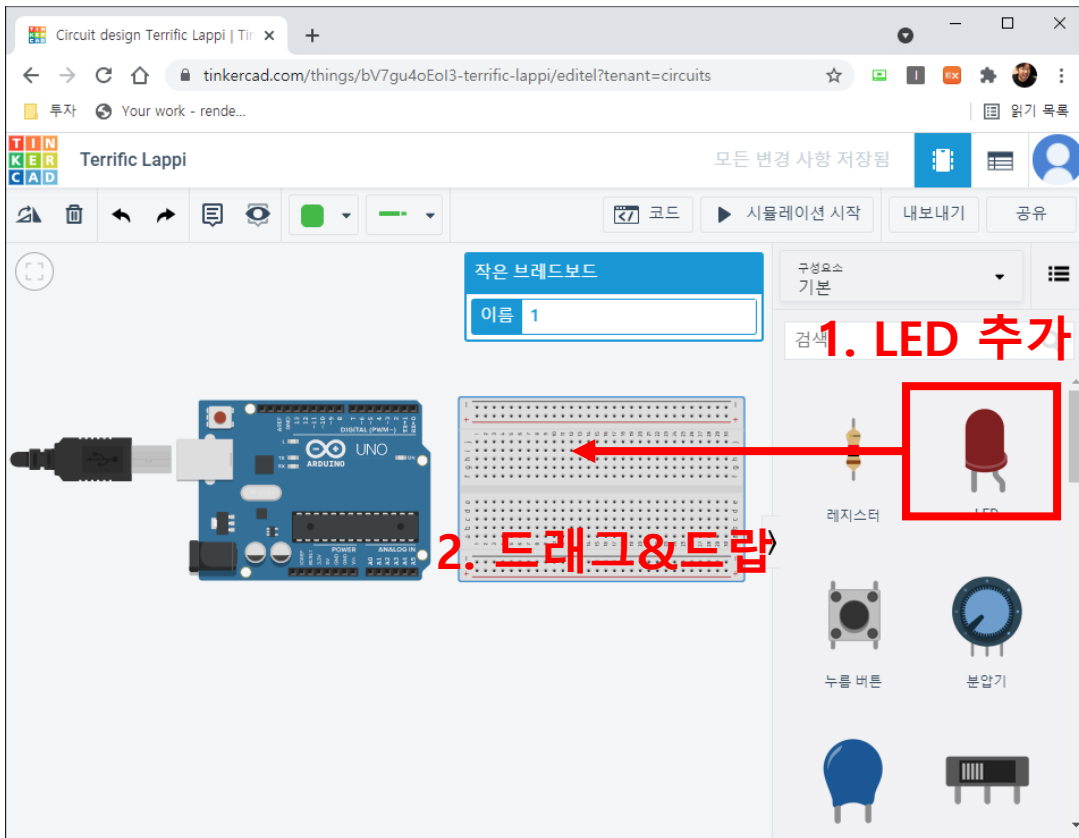 Circuit design Terrific Lappi | Tin
tinkercad.com/things/bV7gu4oEoI3-terrific-lappi/editel?tenant=circuits
투자
Your work - rende...
읽기 목록
TIN
KER
CAD
Terrific Lappi
모든 변경 사항 저장됨
코드
시뮬레이션 시작
내보내기
공유
작은 브레드보드
이름 1
구성요소
기본
검색
1. LED 추가
DIGITAL (PWM~)
UNO
ARDUINO
ON
POWER
ANALOG IN
레지스터
LED
2. 드래그&드랍
누름 버튼
분압기